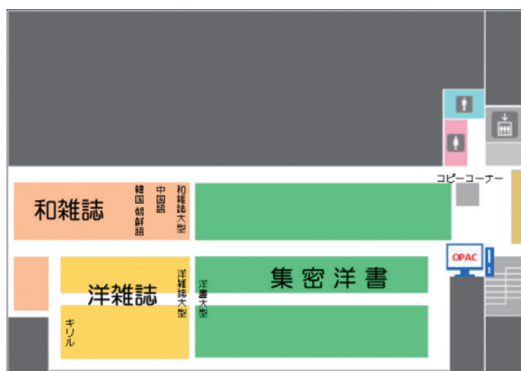 コピーコーナー
和雑誌
韓国・朝鮮語
中国語
和雑誌大型
OPAC
洋雑誌
キリル
洋雑誌大型
洋書大型
集密洋書